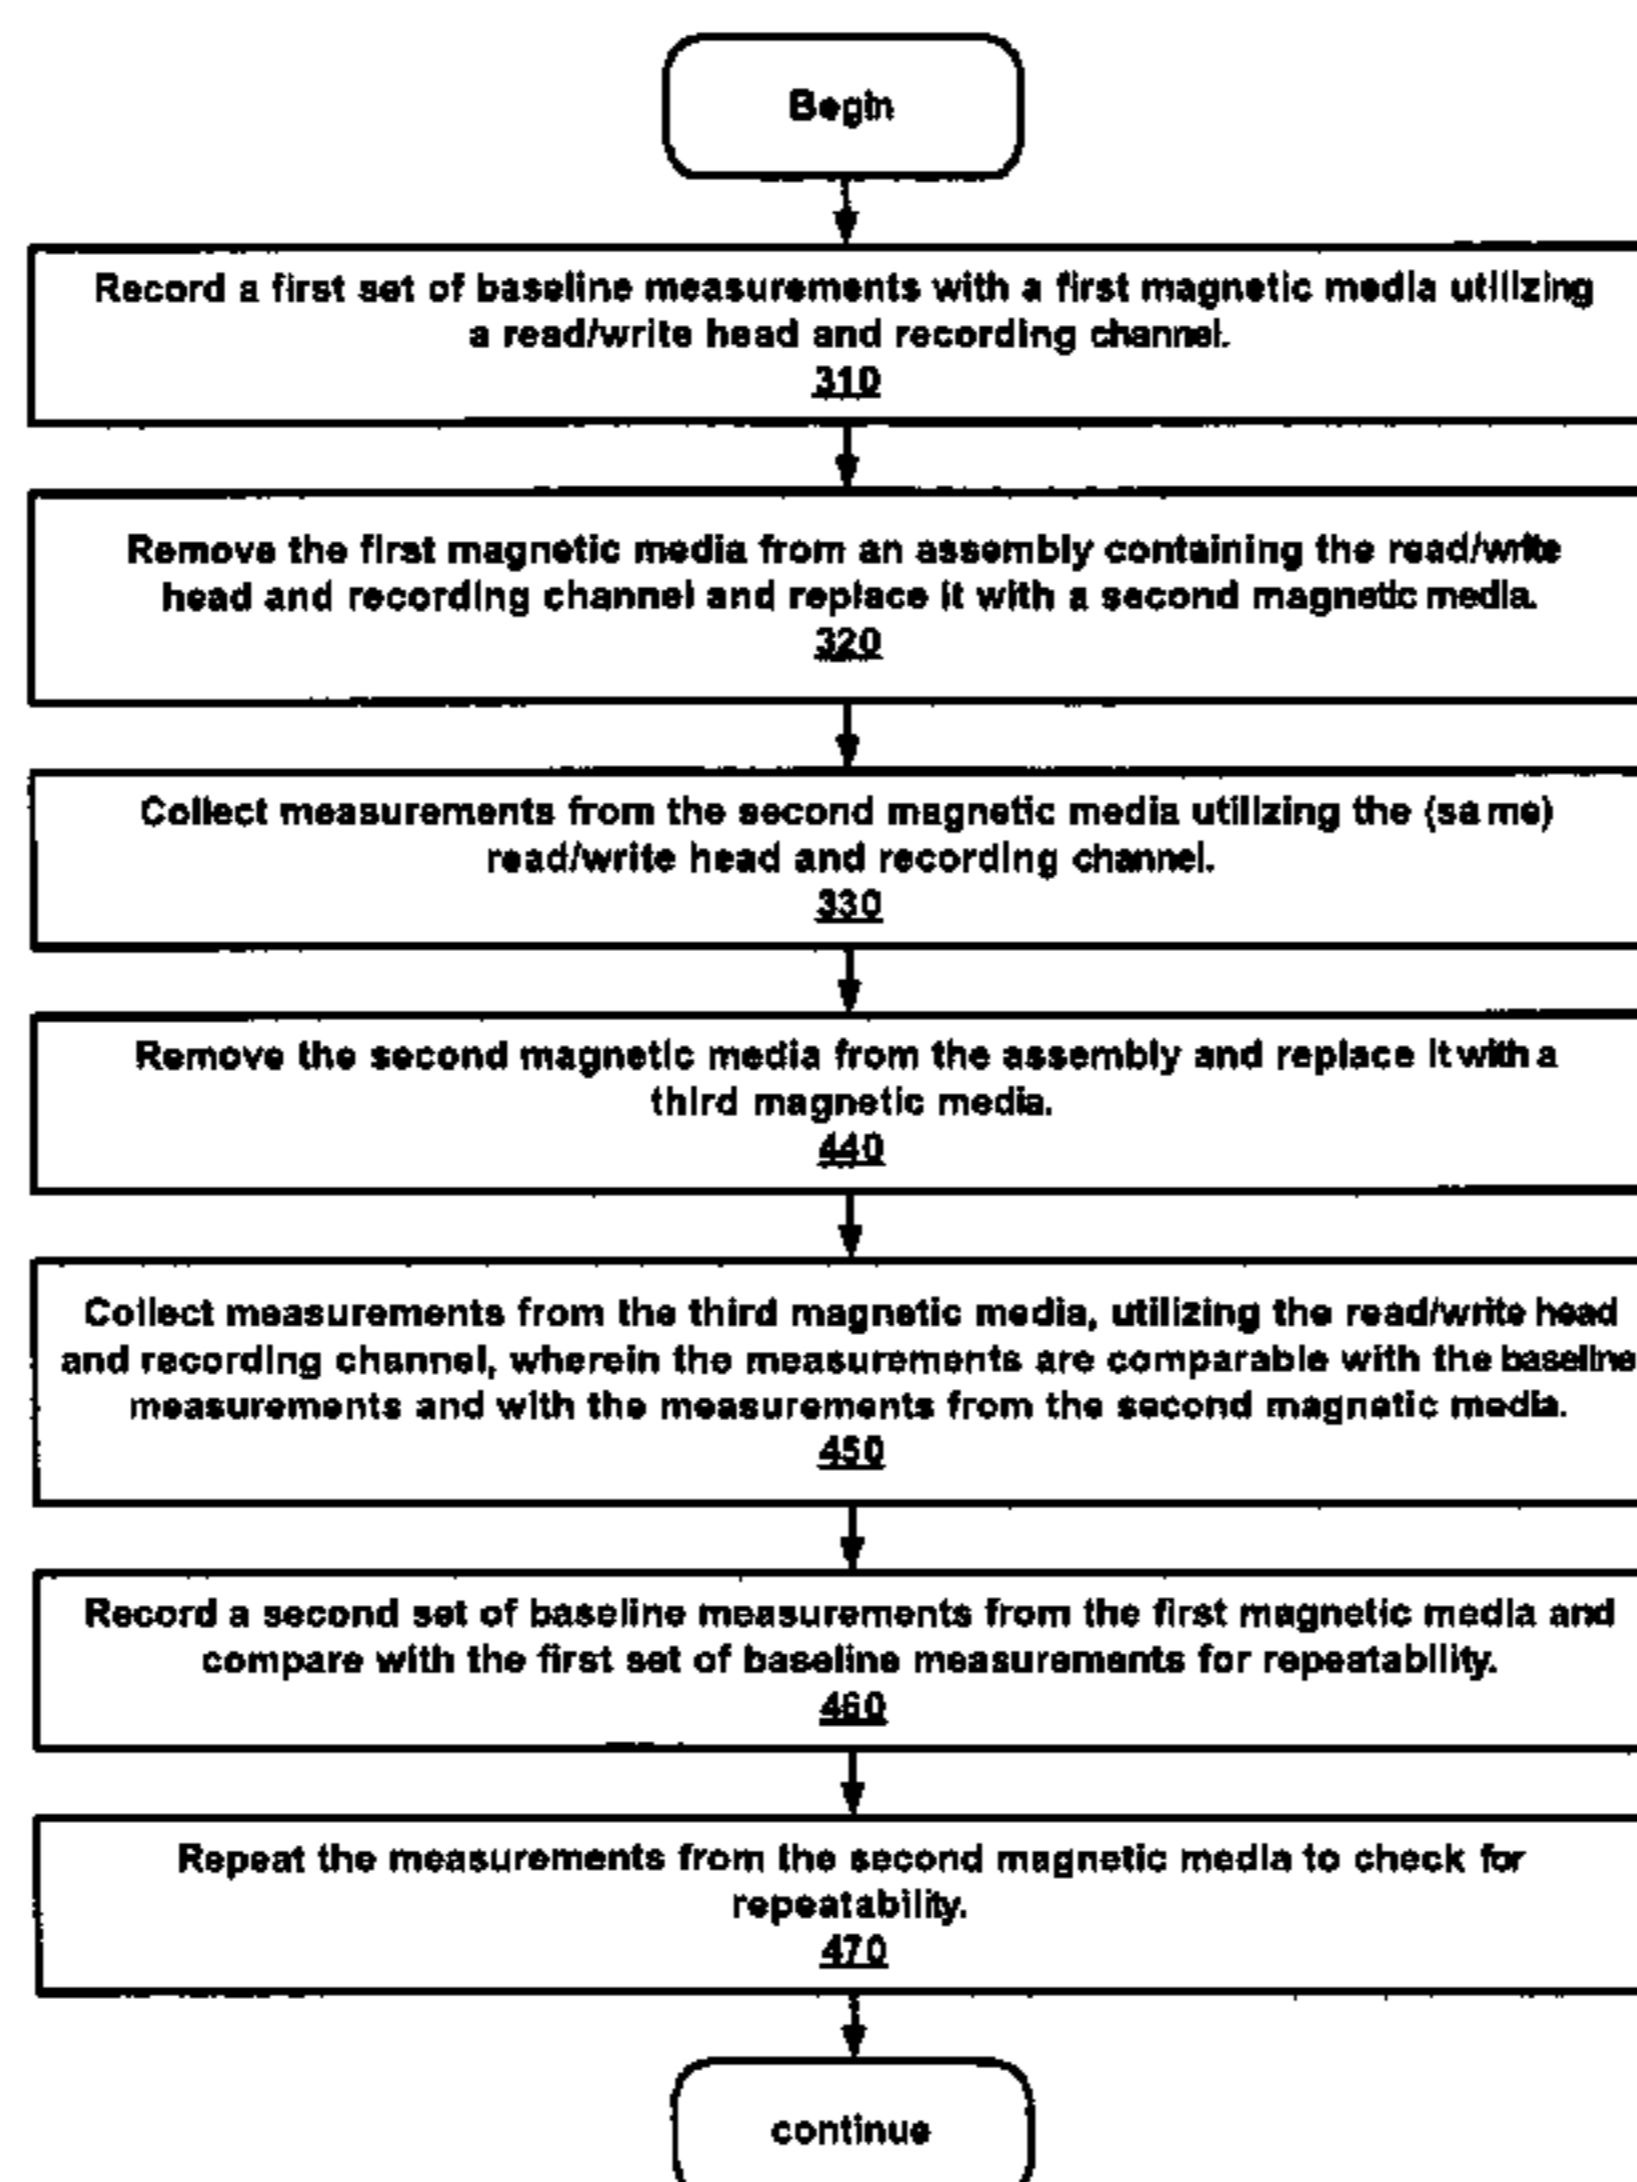 Begin
Record a first set of baseline measurements with a first magnetic media utilizing
a read/write head and recording channel.
310
Remove the first magnetic media from an assembly containing the read/write
head and recording channel and replace it with a second magnetic media.
320
Collect measurements from the second magnetic media utilizing the (same)
read/write head and recording channel.
330
Remove the second magnetic media from the assembly and replace it with a
third magnetic media.
440
Collect measurements from the third magnetic media, utilizing the read/write head
and recording channel, wherein the measurements are comparable with the baseline
measurements and with the measurements from the second magnetic media.
450
Record a second set of baseline measurements from the first magnetic media and
compare with the first set of baseline measurements for repeatability.
460
Repeat the measurements from the second magnetic media to check for
repeatability.
470
continue